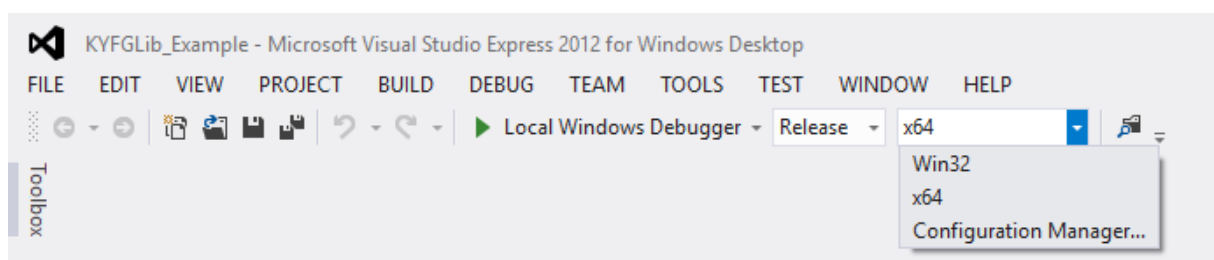 KYFGLib_Example - Microsoft Visual Studio Express 2012 for Windows Desktop
FILE EDIT VIEW PROJECT BUILD DEBUG TEAM TOOLS TEST WINDOW HELP
Local Windows Debugger Release x64
Win32
x64
Configuration Manager...
Toolbox